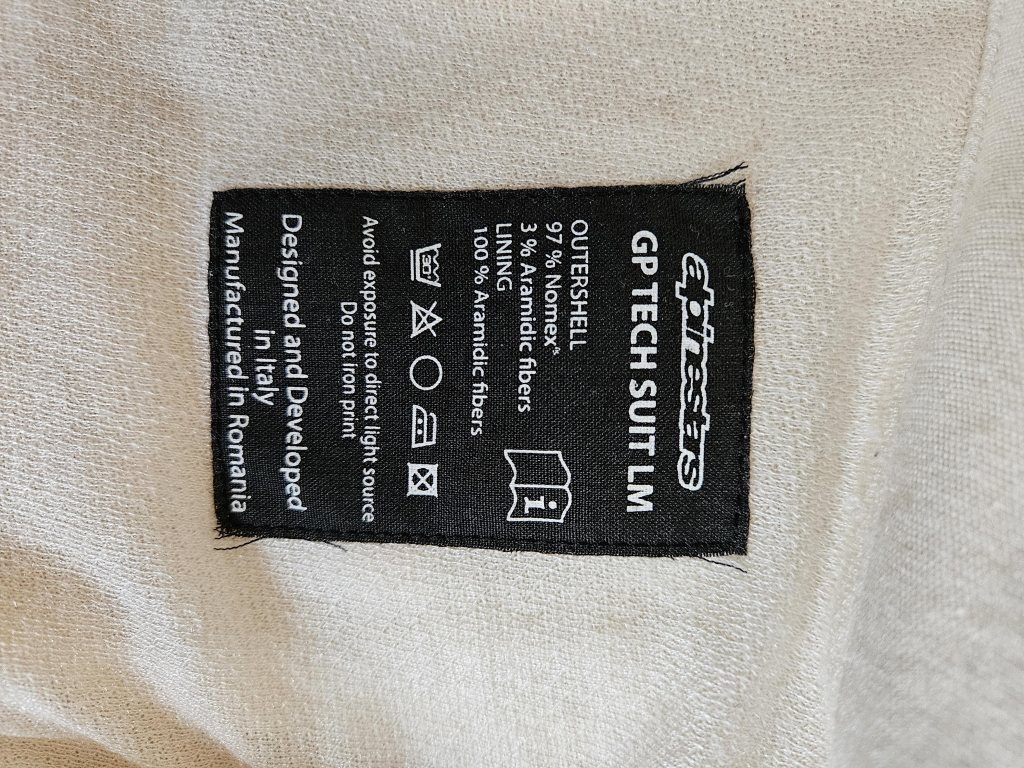 alpinestars
GP TECH SUIT LM
OUTERSHELL
97 % Nomex®
3 % Aramidic fibers
LINING
100 % Aramidic fibers
i
30°
Avoid exposure to direct light source
Do not iron print
Designed and Developed
in Italy
Manufactured in Romania